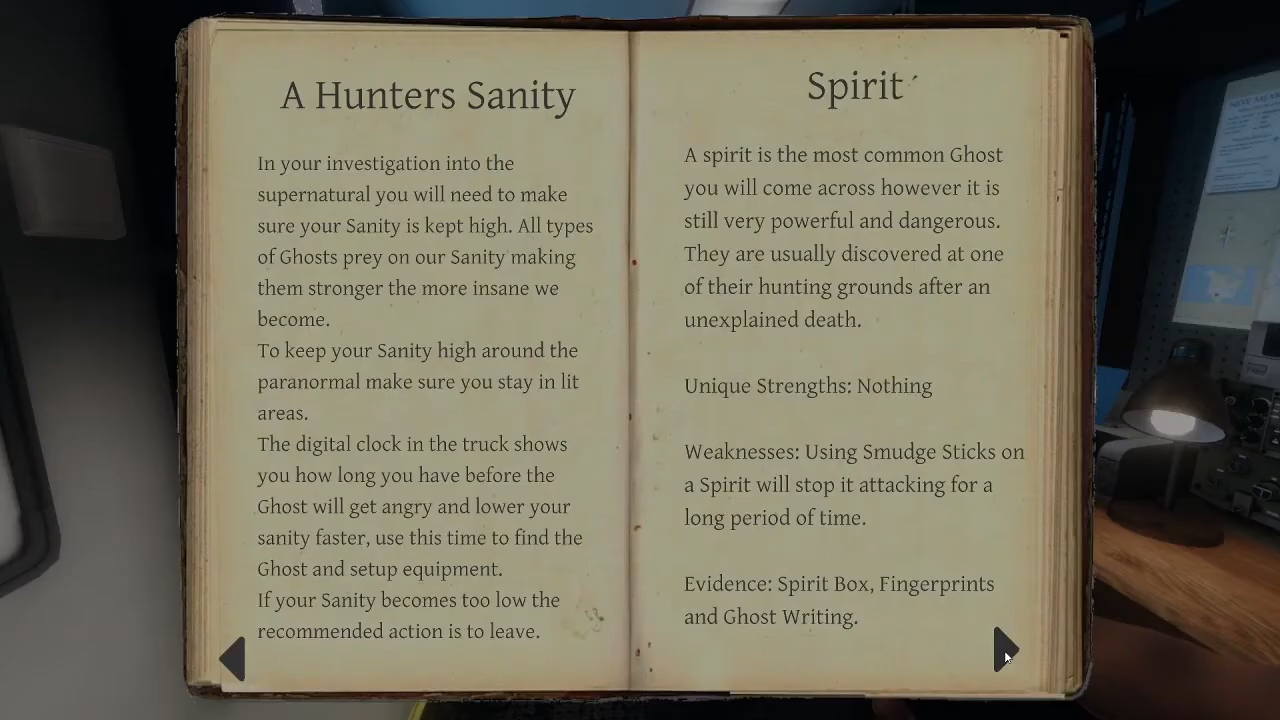 A Hunters Sanity
In your investigation into the
supernatural you will need to make
sure your Sanity is kept high. All types
of Ghosts prey on our Sanity making
them stronger the more insane we
become.
To keep your Sanity high around the
paranormal make sure you stay in lit
areas.
The digital clock in the truck shows
you how long you have before the
Ghost will get angry and lower your
sanity faster, use this time to find the
Ghost and setup equipment.
If your Sanity becomes too low the
recommended action is to leave.
Spirit
A spirit is the most common Ghost
you will come across however it is
still very powerful and dangerous.
They are usually discovered at one
of their hunting grounds after an
unexplained death.
Unique Strengths: Nothing
Weaknesses: Using Smudge Sticks on
a Spirit will stop it attacking for a
long period of time.
Evidence: Spirit Box, Fingerprints
and Ghost Writing.